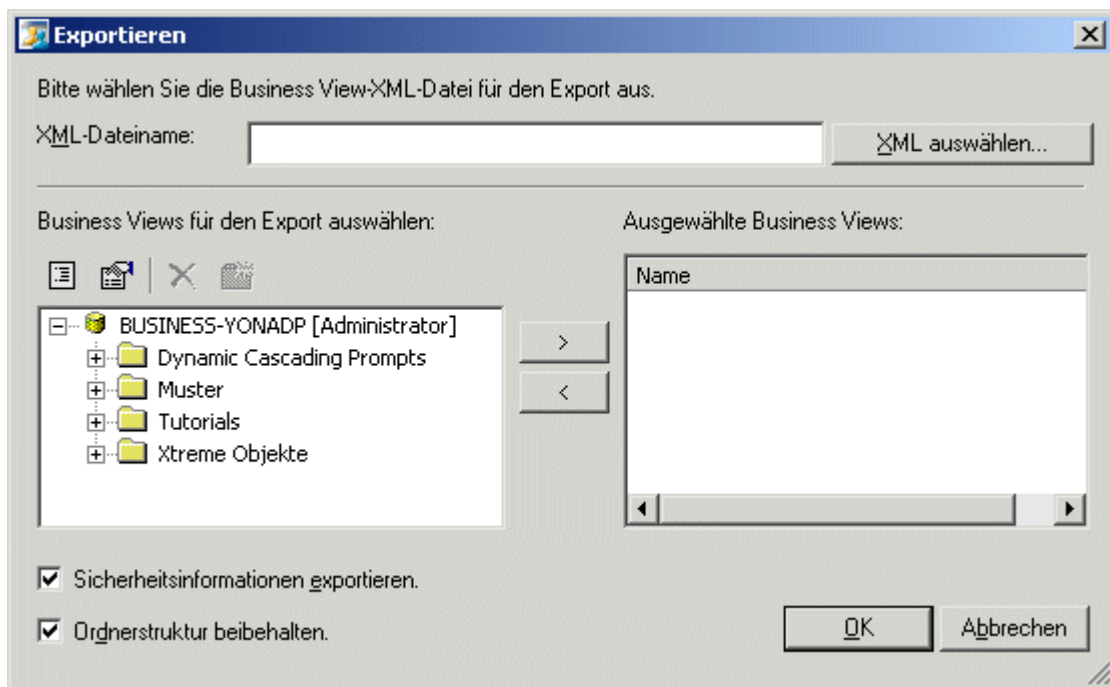 Exportieren
Bitte wählen Sie die Business View-XML-Datei für den Export aus.
XML-Dateiname:
XML auswählen...
Business Views für den Export auswählen:
Ausgewählte Business Views:
Name
BUSINESS-YONADP [Administrator]
Dynamic Cascading Prompts
Muster
Tutorials
Xtreme Objekte
>
<
Sicherheitsinformationen exportieren.
Ordnerstruktur beibehalten.
OK
Abbrechen